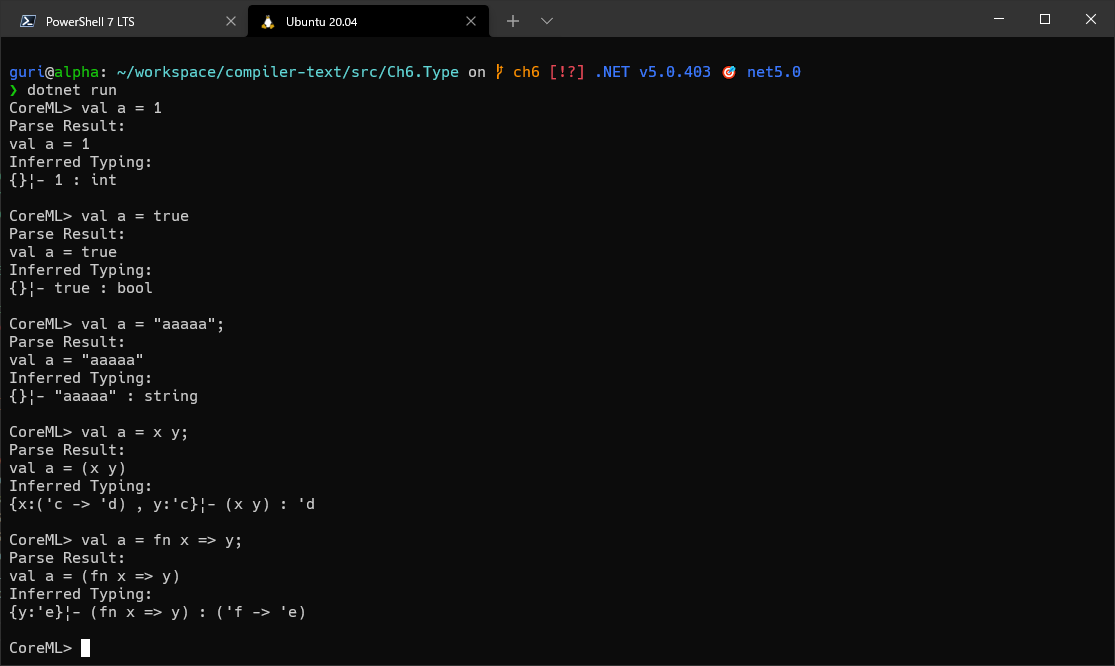 PowerShell 7 LTS
Ubuntu 20.04
guri@alpha: ~/workspace/compiler-text/src/Ch6.Type on ch6 [!?] .NET v5.0.403 🎯 net5.0
❯ dotnet run
CoreML> val a = 1
Parse Result:
val a = 1
Inferred Typing:
{}¦- 1 : int
CoreML> val a = true
Parse Result:
val a = true
Inferred Typing:
{}¦- true : bool
CoreML> val a = "aaaaa";
Parse Result:
val a = "aaaaa"
Inferred Typing:
{}¦- "aaaaa" : string
CoreML> val a = x y;
Parse Result:
val a = (x y)
Inferred Typing:
{x:('c -> 'd) , y:'c}¦- (x y) : 'd
CoreML> val a = fn x => y;
Parse Result:
val a = (fn x => y)
Inferred Typing:
{y:'e}¦- (fn x => y) : ('f -> 'e)
CoreML>